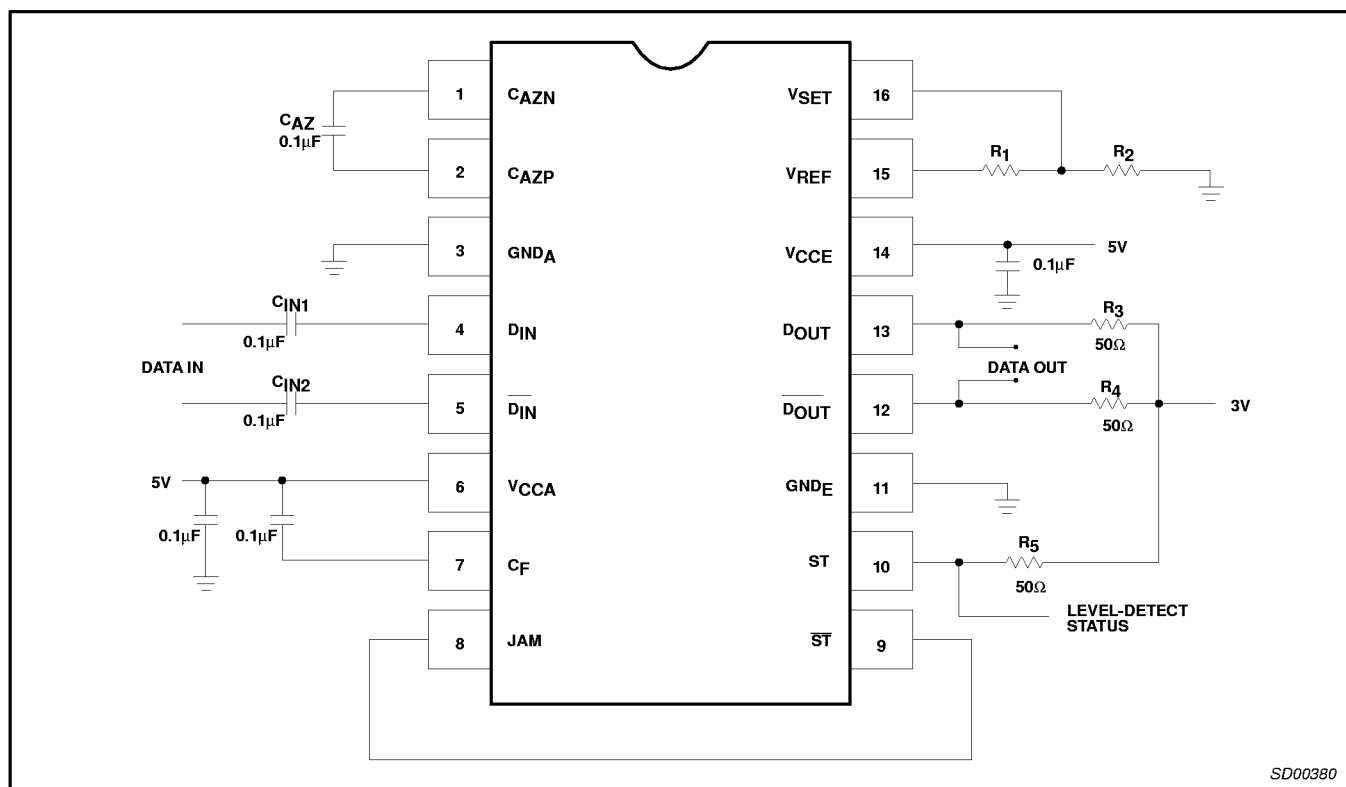 1 CAZN
CAZ
0.1µF
2 CAZP
3 GNDA
CIN1
0.1µF
4 DIN
DATA IN
CIN2
0.1µF
5 D̅I̅N̅
5V
6 VCCA
0.1µF 0.1µF
7 CF
8 JAM
VSET 16
R1 R2
VREF 15
VCCE 14
5V
0.1µF
DOUT 13
R3
50Ω
DATA OUT
D̅O̅U̅T̅ 12
R4
50Ω
3V
GNDE 11
ST 10
R5
50Ω
LEVEL-DETECT
STATUS
S̅T̅ 9
SD00380